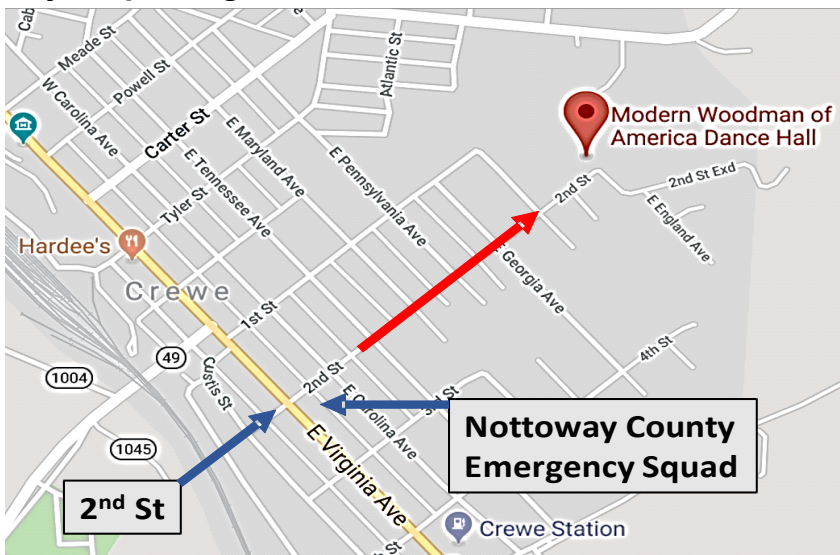 Cab
Meade St
Powell St
W Carolina Ave
Carter St
Atlantic St
E Maryland Ave
E Tennessee Ave
E Pennsylvania Ave
Tyler St
Modern Woodman of
America Dance Hall
2nd St
2nd St Exd
E England Ave
Hardee's
Crewe
1st St
E Georgia Ave
49
1004
Custis St
2nd St
4th St
E Carolina Ave
1045
E Virginia Ave
Nottoway County
Emergency Squad
2nd St
Crewe Station